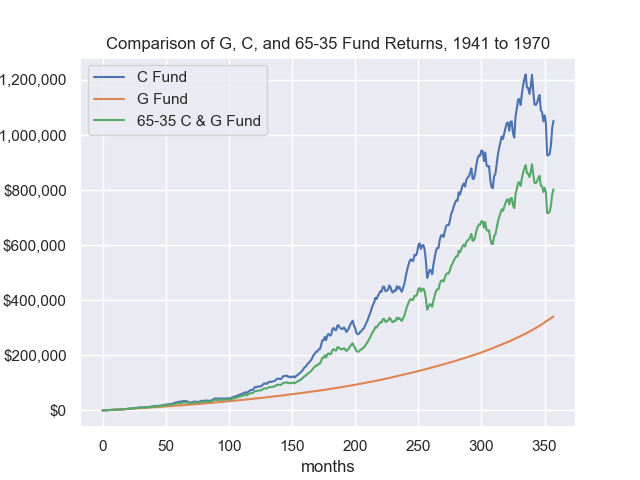 Comparison of G, C, and 65-35 Fund Returns, 1941 to 1970
C Fund
G Fund
65-35 C & G Fund
1,200,000
1,000,000
$800,000
$600,000
$400,000
$200,000
$0
0 50 100 150 200 250 300 350
months